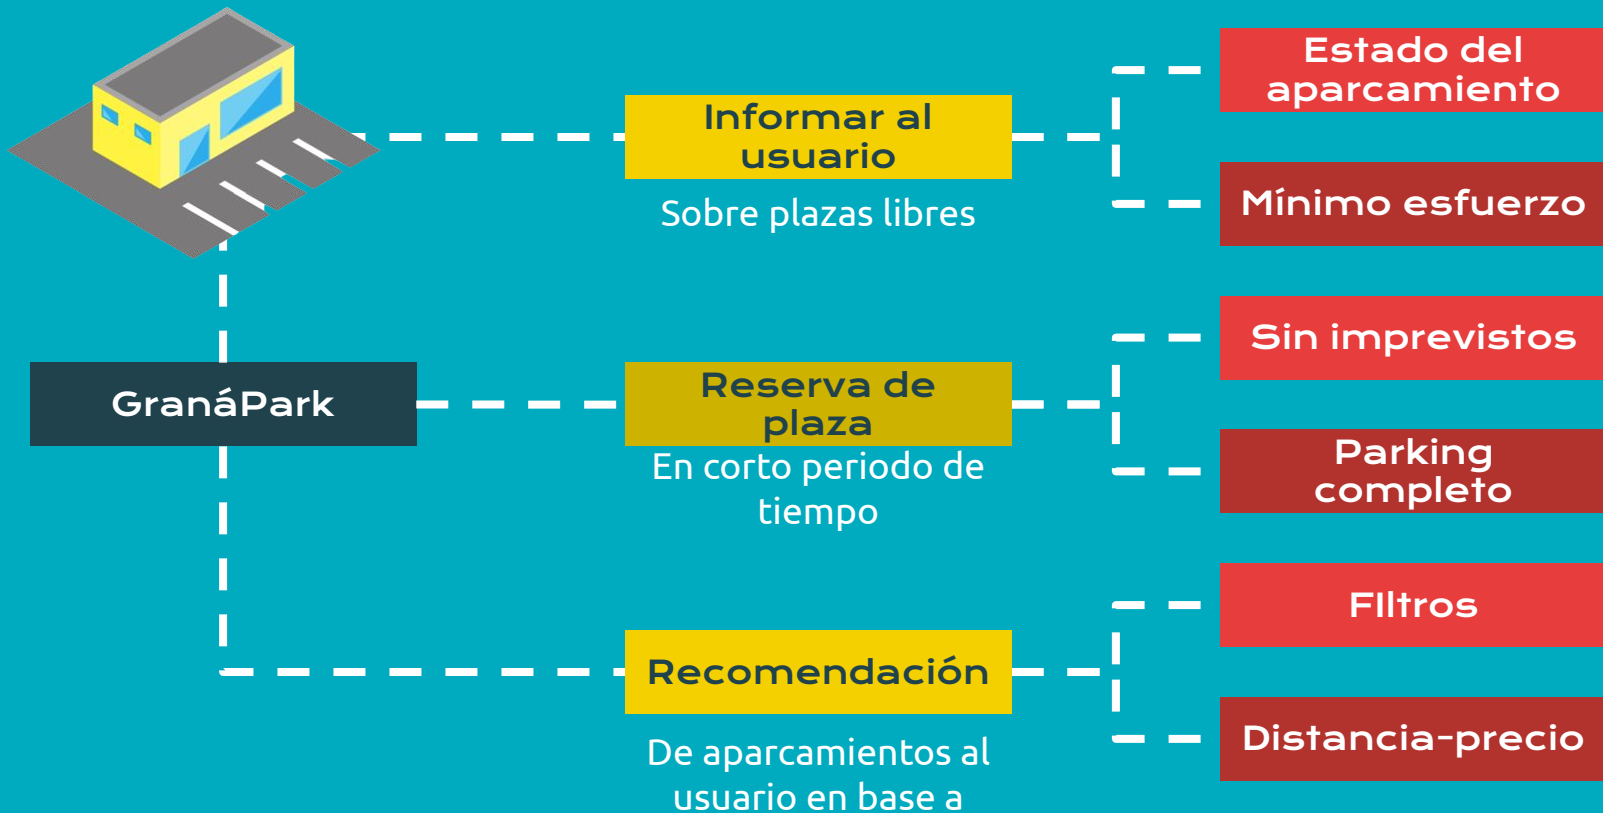 Informar al
usuario
Sobre plazas libres
Estado del
aparcamiento
Mínimo esfuerzo
GranáPark
Reserva de
plaza
En corto periodo de
tiempo
Sin imprevistos
Parking
completo
Recomendación
De aparcamientos al
usuario en base a
FIltros
Distancia-precio